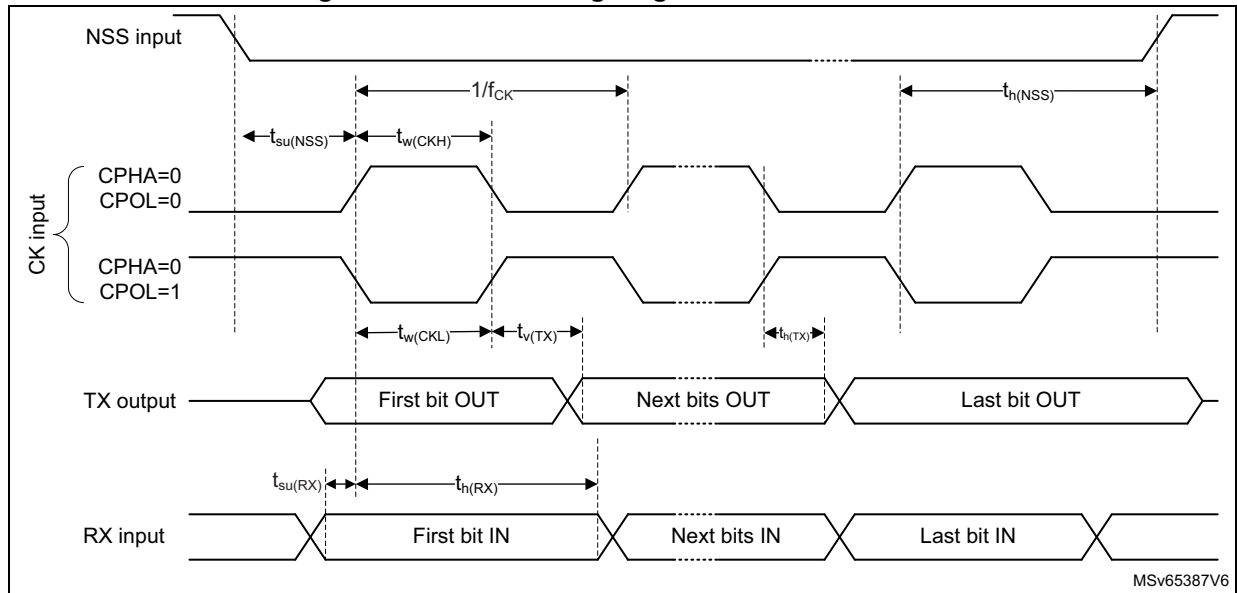 NSS input
1/fCK
th(NSS)
tsu(NSS)
tw(CKH)
CK input
CPHA=0
CPOL=0
CPHA=0
CPOL=1
tw(CKL)
tv(TX)
th(TX)
TX output
First bit OUT
Next bits OUT
Last bit OUT
tsu(RX)
th(RX)
RX input
First bit IN
Next bits IN
Last bit IN
MSv65387V6